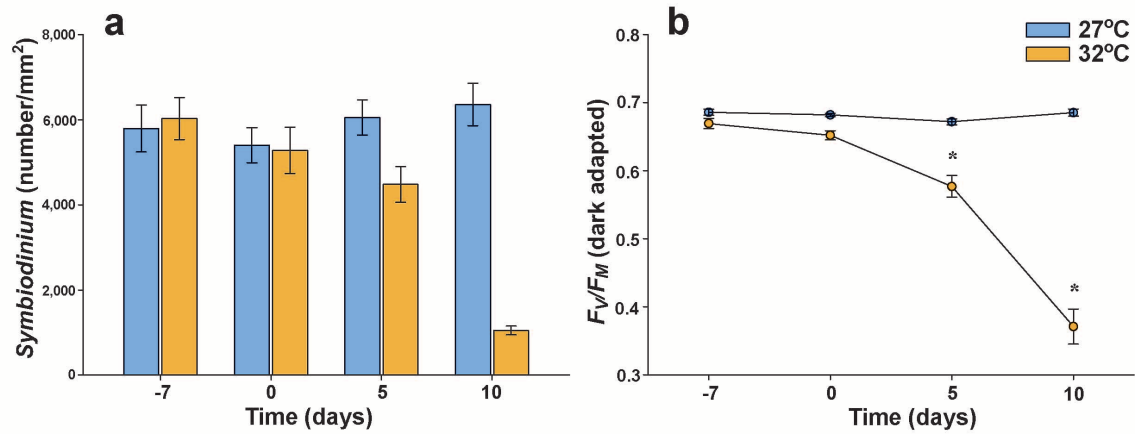 a
8,000
6,000
4,000
2,000
0
Symbiodinium (number/mm²)
-7 0 5 10
Time (days)
b
27°C
32°C
0.8
0.7
0.6
0.5
0.4
0.3
FV/FM (dark adapted)
*
*
-7 0 5 10
Time (days)